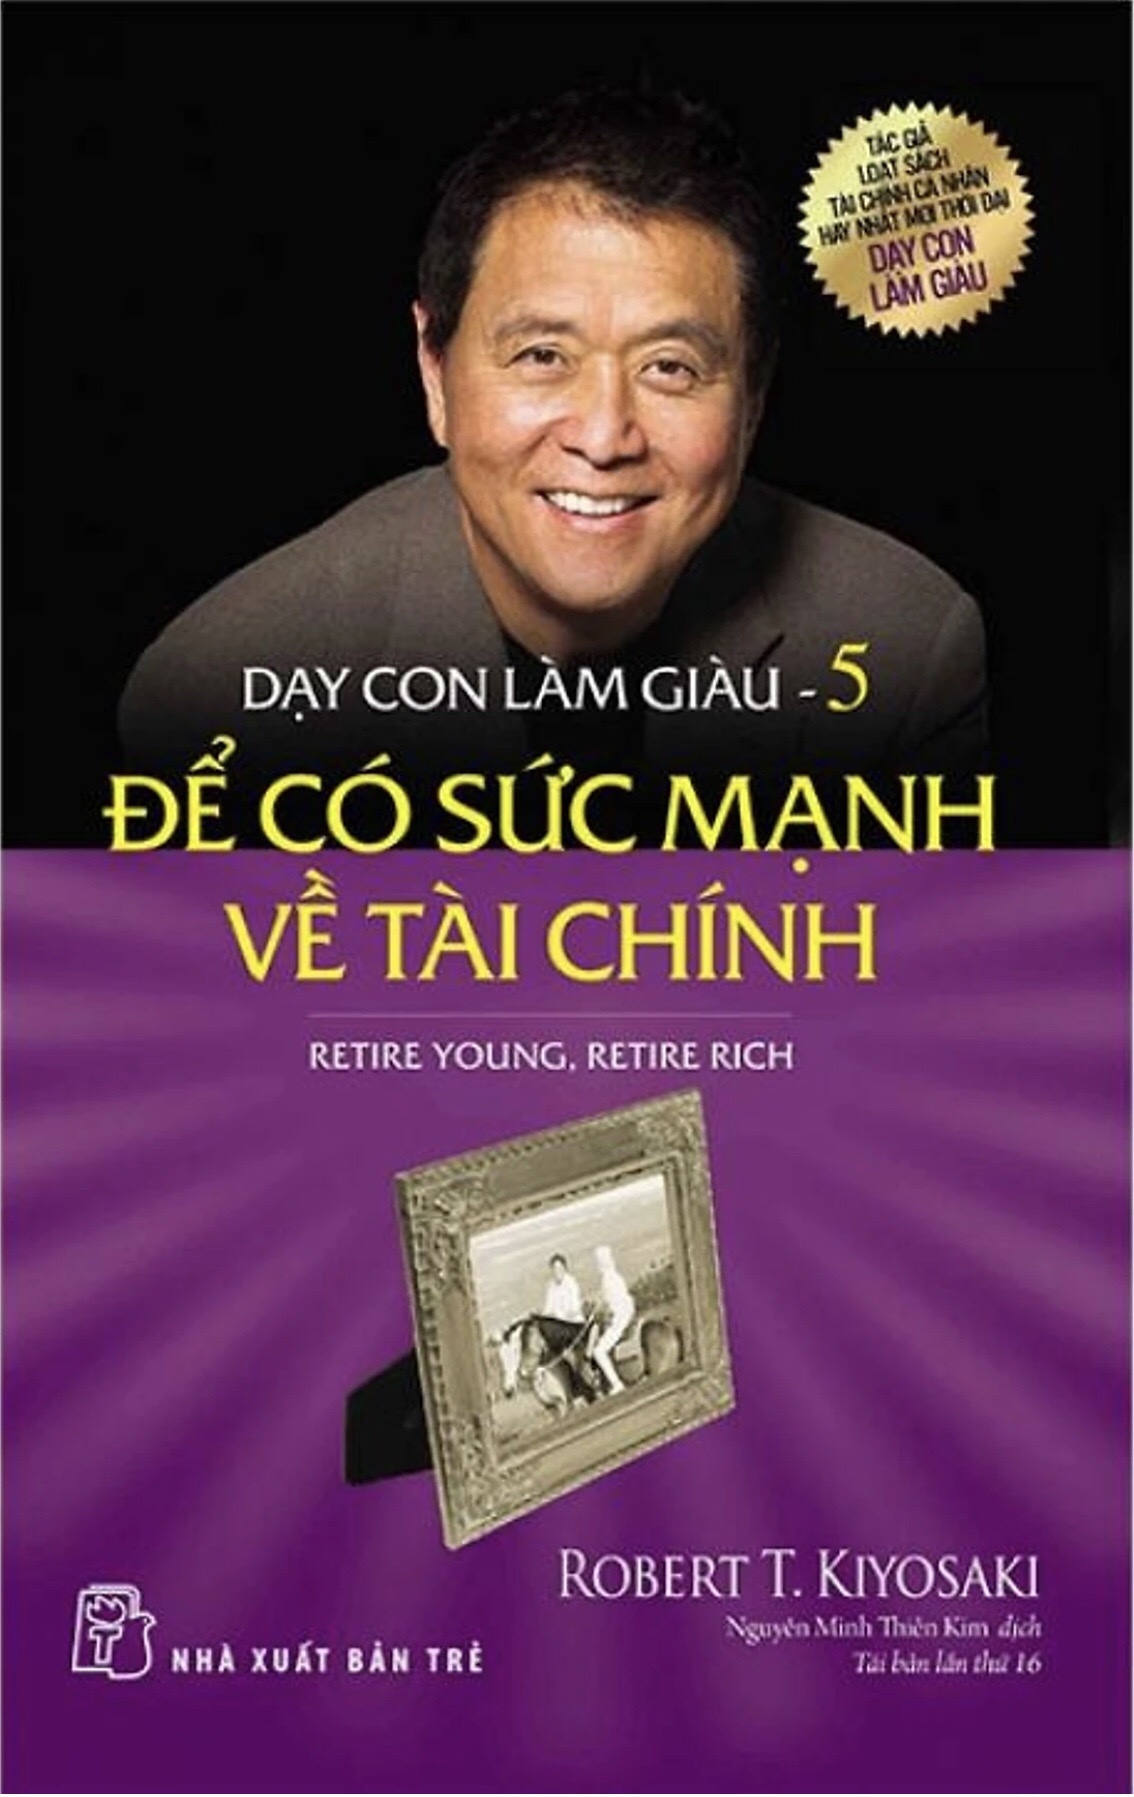 TÁC GIẢ
LOẠT SÁCH
TÀI CHÍNH CÁ NHÂN
HAY NHẤT MỌI THỜI ĐẠI
DẠY CON
LÀM GIÀU
DẠY CON LÀM GIÀU - 5
ĐỂ CÓ SỨC MẠNH
VỀ TÀI CHÍNH
RETIRE YOUNG, RETIRE RICH
ROBERT T. KIYOSAKI
Nguyễn Minh Thiên Kim dịch
Tái bản lần thứ 16
NHÀ XUẤT BẢN TRẺ